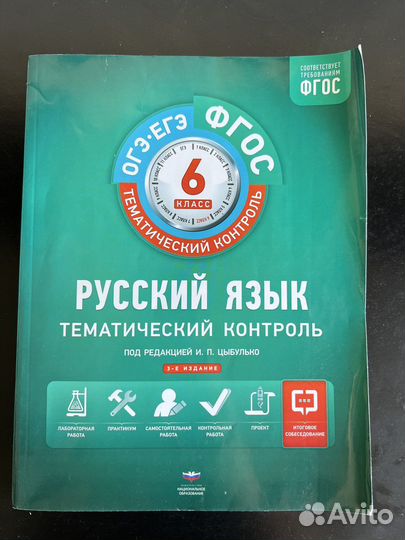 СООТВЕТСТВУЕТ
ТРЕБОВАНИЯМ
ФГОС
ОГЭ·ЕГЭ
ФГОС
6
КЛАСС
ТЕМАТИЧЕСКИЙ КОНТРОЛЬ
РУССКИЙ ЯЗЫК
ТЕМАТИЧЕСКИЙ КОНТРОЛЬ
ПОД РЕДАКЦИЕЙ И. П. ЦЫБУЛЬКО
3-Е ИЗДАНИЕ
ЛАБОРАТОРНАЯ
РАБОТА
ПРАКТИКУМ
САМОСТОЯТЕЛЬНАЯ
РАБОТА
КОНТРОЛЬНАЯ
РАБОТА
ПРОЕКТ
ИТОГОВОЕ
СОБЕСЕДОВАНИЕ
НАЦИОНАЛЬНОЕ
ОБРАЗОВАНИЕ
Avito